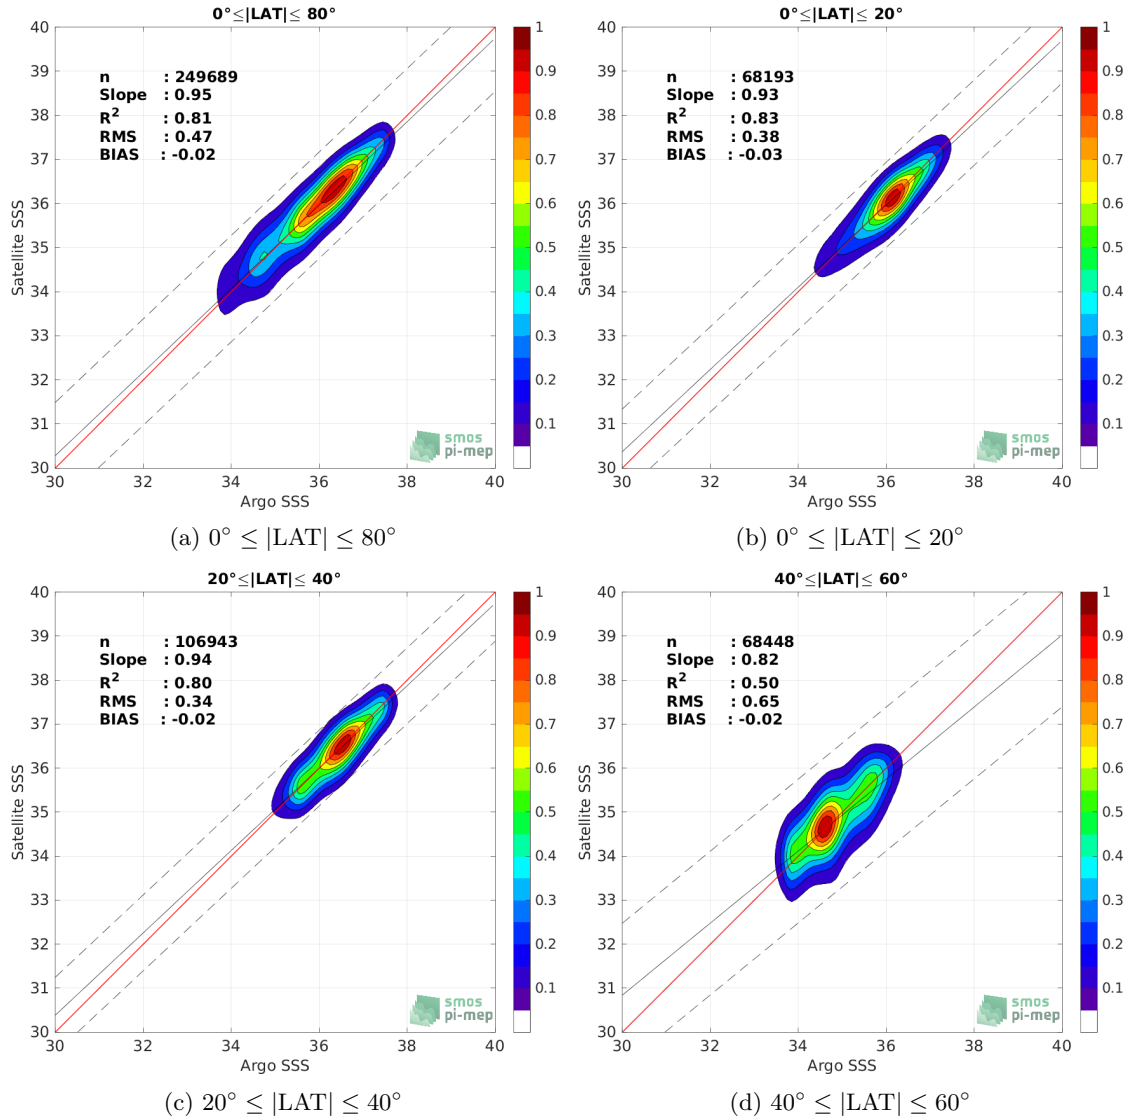 0°≤|LAT|≤ 80°
40
39
38
37
36
35
34
33
32
31
30
Satellite SSS
n : 249689
Slope : 0.95
R² : 0.81
RMS : 0.47
BIAS : -0.02
smos
pi-mep
30 32 34 36 38 40
Argo SSS
1
0.9
0.8
0.7
0.6
0.5
0.4
0.3
0.2
0.1
(a) 0° ≤ |LAT| ≤ 80°
0°≤|LAT|≤ 20°
40
39
38
37
36
35
34
33
32
31
30
Satellite SSS
n : 68193
Slope : 0.93
R² : 0.83
RMS : 0.38
BIAS : -0.03
smos
pi-mep
30 32 34 36 38 40
Argo SSS
1
0.9
0.8
0.7
0.6
0.5
0.4
0.3
0.2
0.1
(b) 0° ≤ |LAT| ≤ 20°
20°≤|LAT|≤ 40°
40
39
38
37
36
35
34
33
32
31
30
Satellite SSS
n : 106943
Slope : 0.94
R² : 0.80
RMS : 0.34
BIAS : -0.02
smos
pi-mep
30 32 34 36 38 40
Argo SSS
1
0.9
0.8
0.7
0.6
0.5
0.4
0.3
0.2
0.1
(c) 20° ≤ |LAT| ≤ 40°
40°≤|LAT|≤ 60°
40
39
38
37
36
35
34
33
32
31
30
Satellite SSS
n : 68448
Slope : 0.82
R² : 0.50
RMS : 0.65
BIAS : -0.02
smos
pi-mep
30 32 34 36 38 40
Argo SSS
1
0.9
0.8
0.7
0.6
0.5
0.4
0.3
0.2
0.1
(d) 40° ≤ |LAT| ≤ 60°